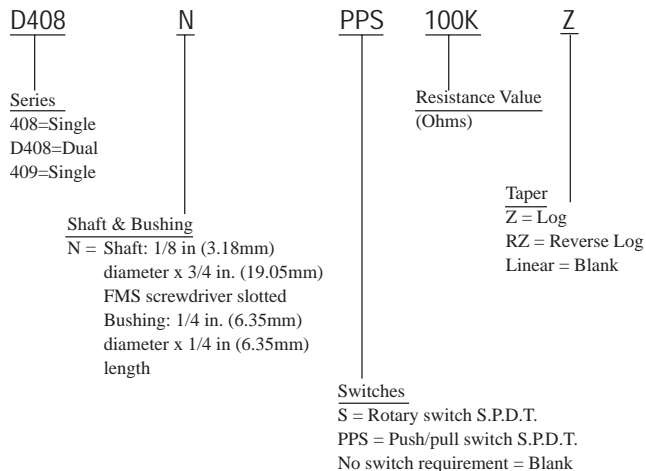 D408 N PPS 100K Z
Series
408=Single
D408=Dual
409=Single
Resistance Value
(Ohms)
Taper
Z = Log
RZ = Reverse Log
Linear = Blank
Shaft & Bushing
N = Shaft: 1/8 in (3.18mm)
diameter x 3/4 in. (19.05mm)
FMS screwdriver slotted
Bushing: 1/4 in. (6.35mm)
diameter x 1/4 in (6.35mm)
length
Switches
S = Rotary switch S.P.D.T.
PPS = Push/pull switch S.P.D.T.
No switch requirement = Blank